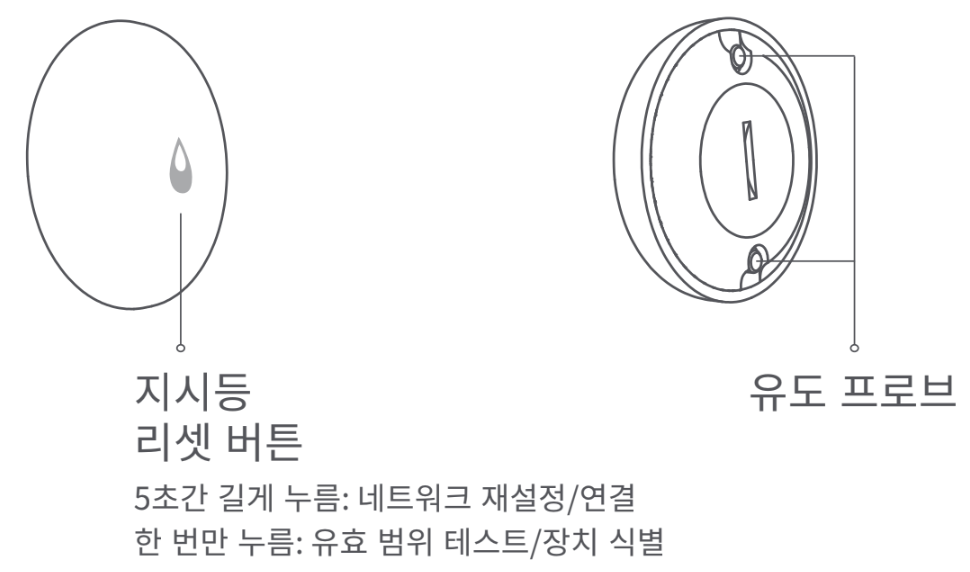 지시등
리셋 버튼
5초간 길게 누름: 네트워크 재설정/연결
한 번만 누름: 유효 범위 테스트/장치 식별
유도 프로브